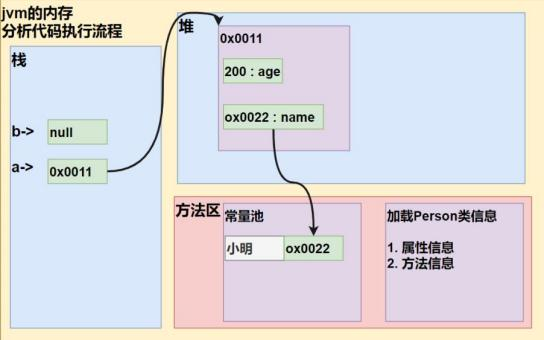 jvm的内存
分析代码执行流程
栈
b->
null
a->
0x0011
堆
0x0011
200 : age
ox0022 : name
方法区
常量池
小明
ox0022
加载Person类信息
1. 属性信息
2. 方法信息